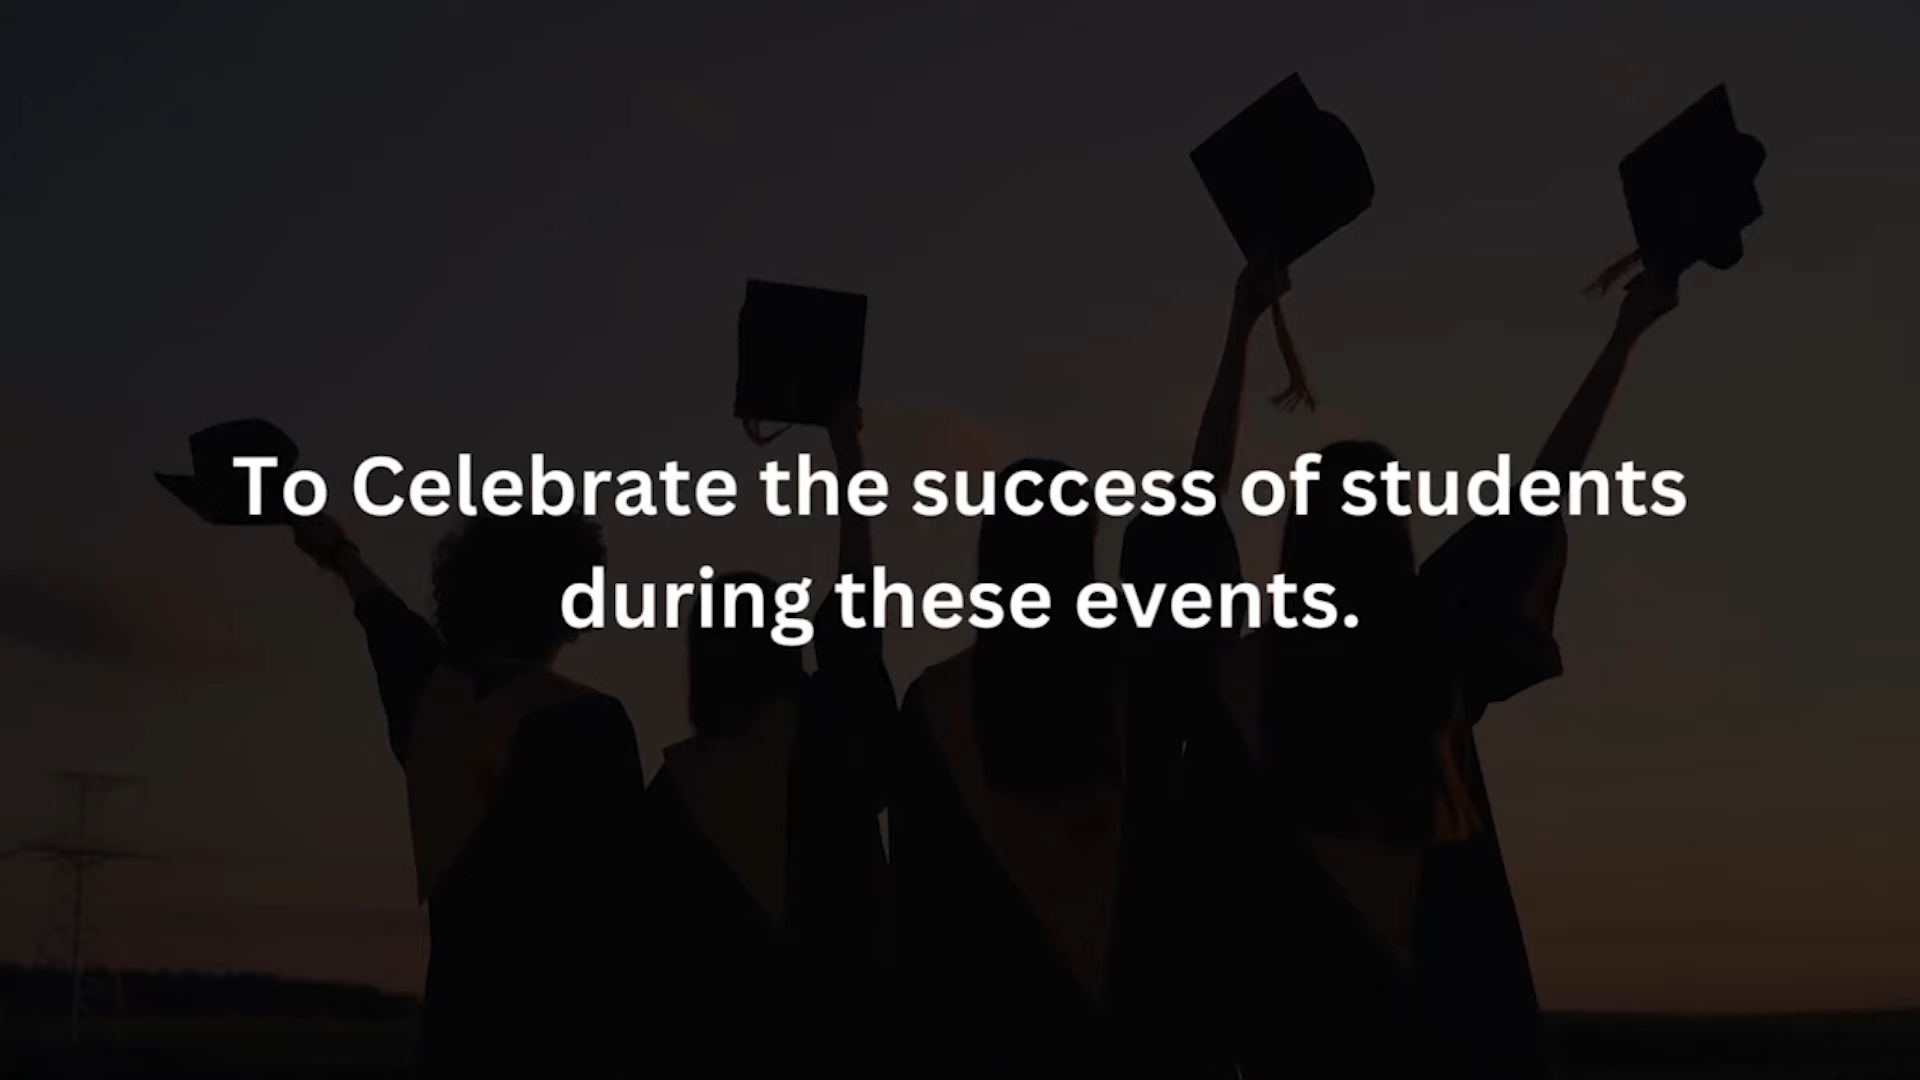 To Celebrate the success of students
during these events.